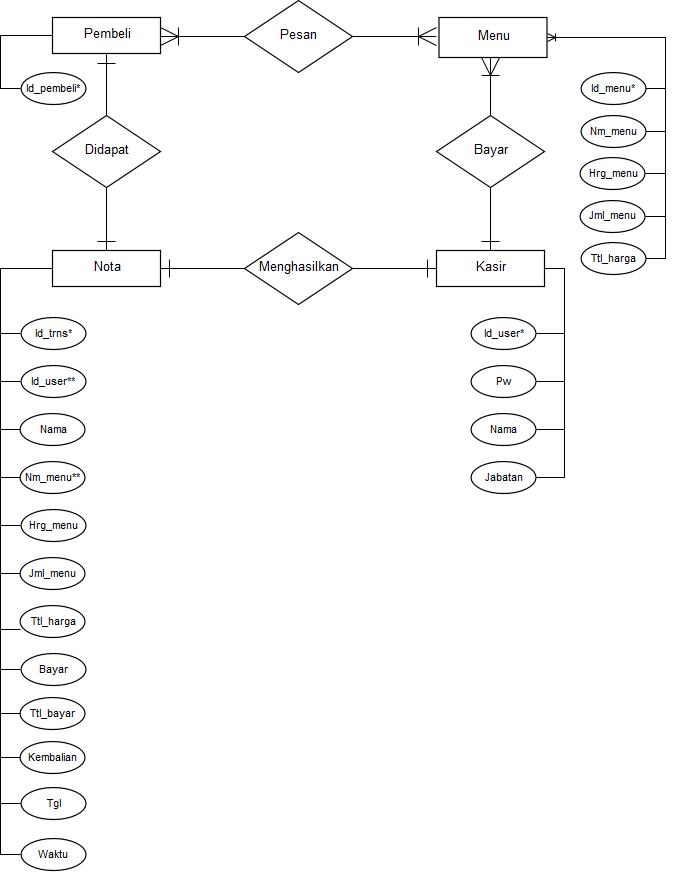 Pembeli
Pesan
Menu
Id_pembeli*
Id_menu*
Nm_menu
Hrg_menu
Jml_menu
Ttl_harga
Didapat
Bayar
Nota
Menghasilkan
Kasir
Id_trns*
Id_user**
Nama
Nm_menu**
Hrg_menu
Jml_menu
Ttl_harga
Bayar
Ttl_bayar
Kembalian
Tgl
Waktu
Id_user*
Pw
Nama
Jabatan